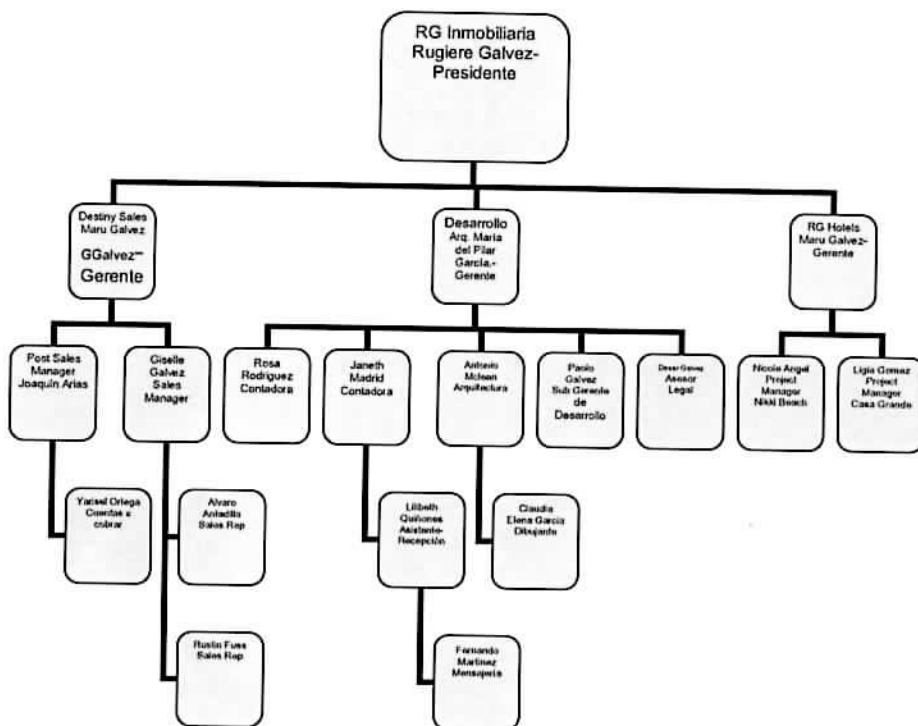 RG Inmobiliaria
Rugiere Galvez-
Presidente
Destiny Sales
Maru Galvez
GGalvez
Gerente
Desarrollo
Arq. Maria
del Pilar
Garcia.-
Gerente
RG Hotels
Maru Galvez-
Gerente
Post Sales
Manager
Joaquin Arias
Giselle
Galvez
Sales
Manager
Rosa
Rodriguez
Contadora
Janeth
Madrid
Contadora
Antonio
Mclean
Arquitectura
Paolo
Galvez
Sub Gerente
de
Desarrollo
Galvez
Asesor
Legal
Nicole Angel
Project
Manager
Nikki Beach
Ligia Gomez
Project
Manager
Casa Grande
Yansel Ortega
Cuentas x
cobrar
Alvaro
Antadilla
Sales Rep
Lilibeth
Quiñones
Asistente-
Recepción
Claudia
Elena Garcia
Dibujante
Rustin Fuss
Sales Rep
Fernando
Martinez
Mensajeria